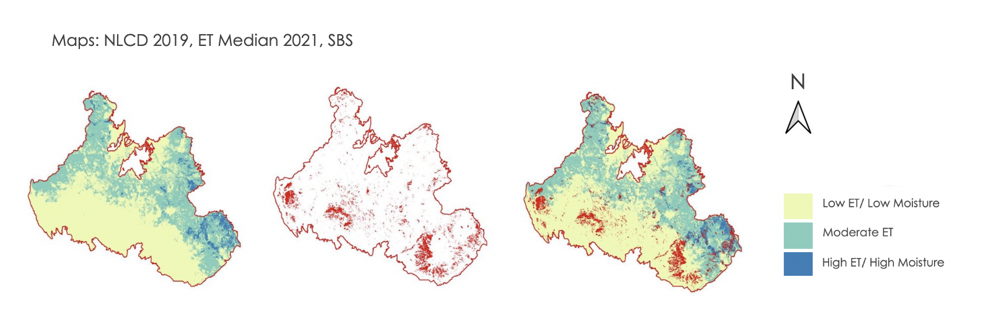 Maps: NLCD 2019, ET Median 2021, SBS
N
Low ET/ Low Moisture
Moderate ET
High ET/ High Moisture